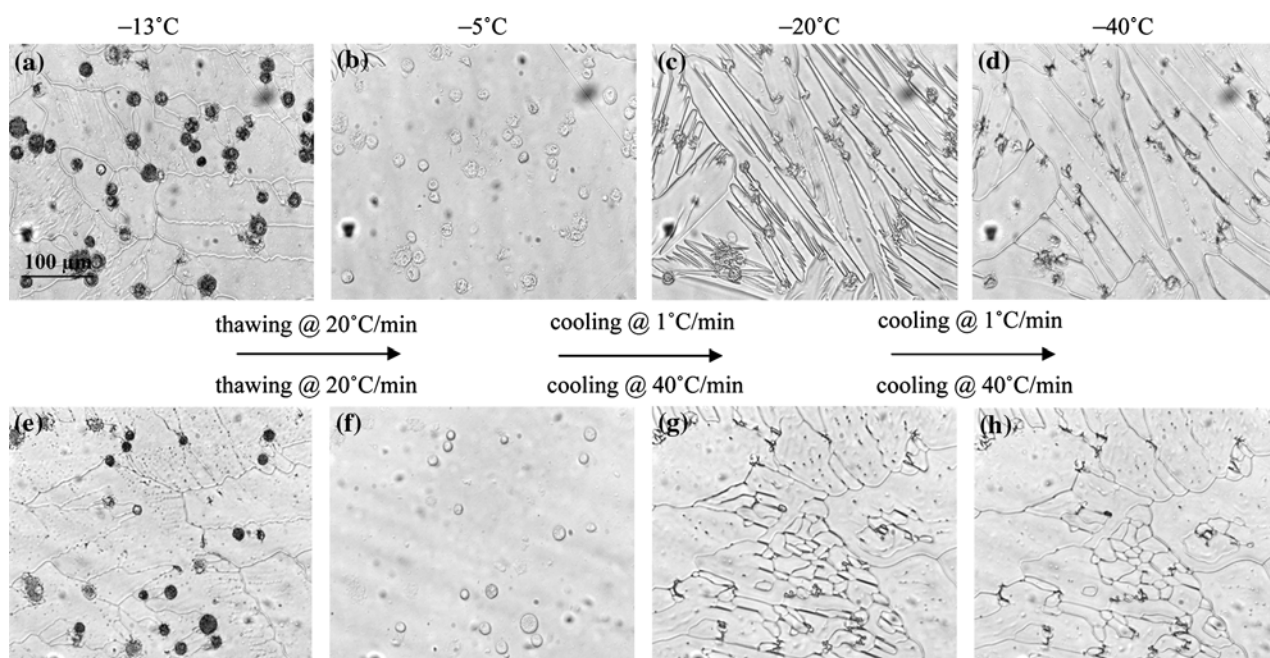 −13˚C −5˚C −20˚C −40˚C
(a) (b) (c) (d)
100 µm
thawing @ 20˚C/min cooling @ 1˚C/min cooling @ 1˚C/min
thawing @ 20˚C/min cooling @ 40˚C/min cooling @ 40˚C/min
(e) (f) (g) (h)